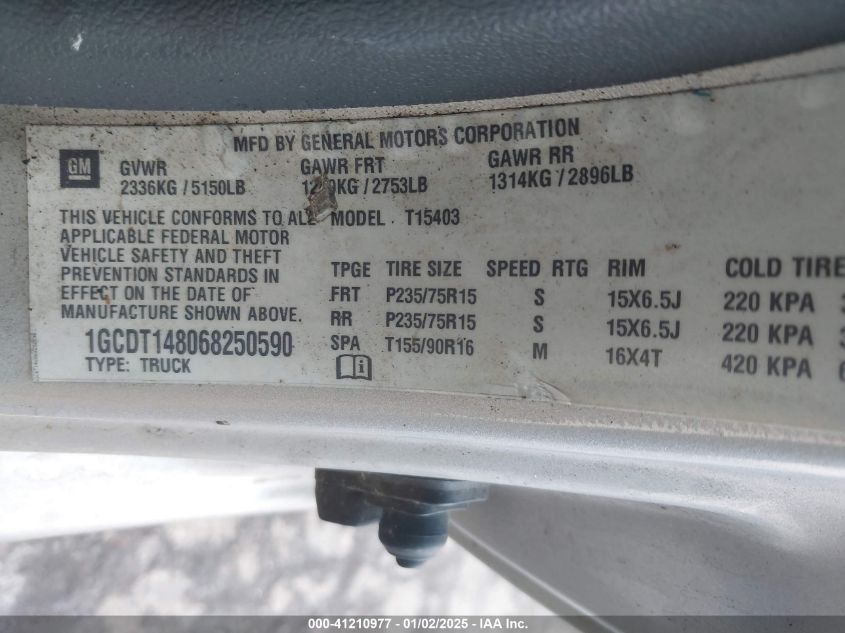 MFD BY GENERAL MOTORS CORPORATION
GM
GVWR GAWR FRT GAWR RR
2336KG / 5150LB KG / 2753LB 1314KG / 2896LB
THIS VEHICLE CONFORMS TO ALL MODEL T15403
APPLICABLE FEDERAL MOTOR
VEHICLE SAFETY AND THEFT
PREVENTION STANDARDS IN
EFFECT ON THE DATE OF
MANUFACTURE SHOWN ABOVE.
1GCDT148068250590
TYPE: TRUCK
TPGE TIRE SIZE SPEED RTG RIM COLD TIRE
FRT P235/75R15 S 15X6.5J 220 KPA
RR P235/75R15 S 15X6.5J 220 KPA
SPA T155/90R16 M 16X4T 420 KPA
000-41210977 - 01/02/2025 - IAA Inc.